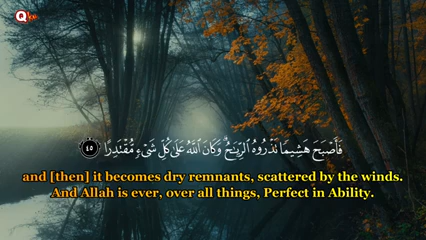 Q
فَأَصْبَحَ هَشِيمًا تَذْرُوهُ الرِّيَاحُ ۗ وَكَانَ اللَّهُ عَلَىٰ كُلِّ شَيْءٍ مُّقْتَدِرًا ٤٥
and [then] it becomes dry remnants, scattered by the winds.
And Allah is ever, over all things, Perfect in Ability.